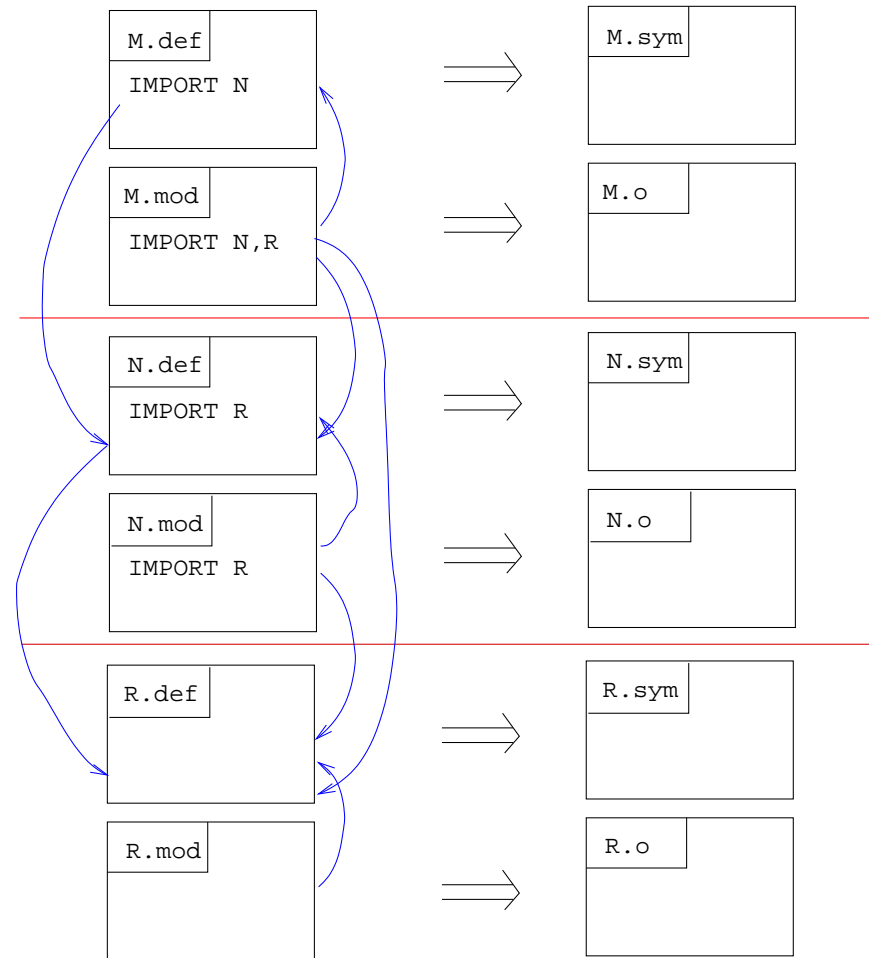 M.def
IMPORT N
M.sym
M.mod
IMPORT N,R
M.o
N.def
IMPORT R
N.sym
N.mod
IMPORT R
N.o
R.def
R.sym
R.mod
R.o